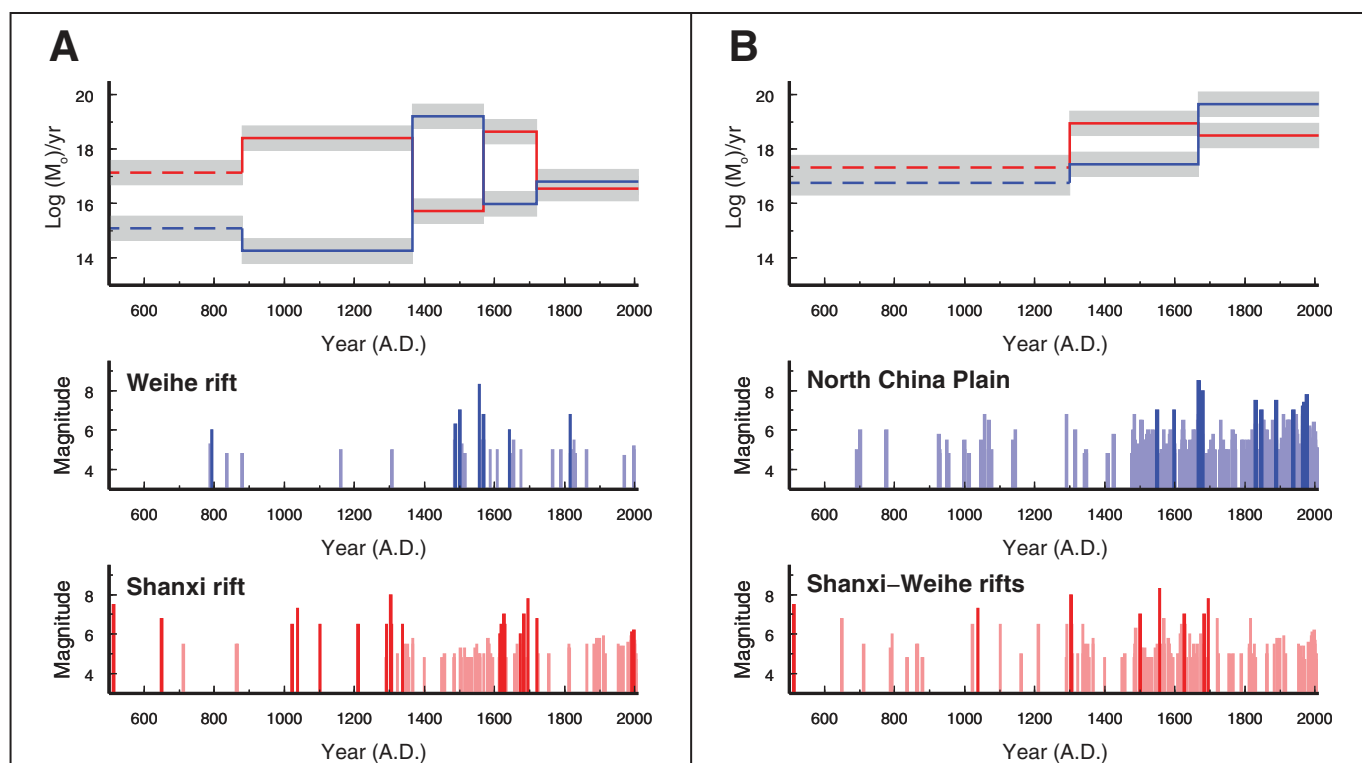 A
Log (Mo)/yr
20
18
16
14
600 800 1000 1200 1400 1600 1800 2000
Year (A.D.)
Weihe rift
Magnitude
8
6
4
600 800 1000 1200 1400 1600 1800 2000
Year (A.D.)
Shanxi rift
Magnitude
8
6
4
600 800 1000 1200 1400 1600 1800 2000
Year (A.D.)
B
Log (Mo)/yr
20
18
16
14
600 800 1000 1200 1400 1600 1800 2000
Year (A.D.)
North China Plain
Magnitude
8
6
4
600 800 1000 1200 1400 1600 1800 2000
Year (A.D.)
Shanxi–Weihe rifts
Magnitude
8
6
4
600 800 1000 1200 1400 1600 1800 2000
Year (A.D.)